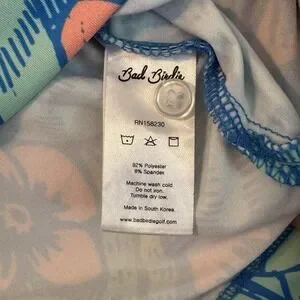 Bad Birdie
RN158230
92% Polyester
8% Spandex
Machine wash cold
Do not iron.
Tumble dry low.
Made in South Korea
www.badbirdiegolf.com